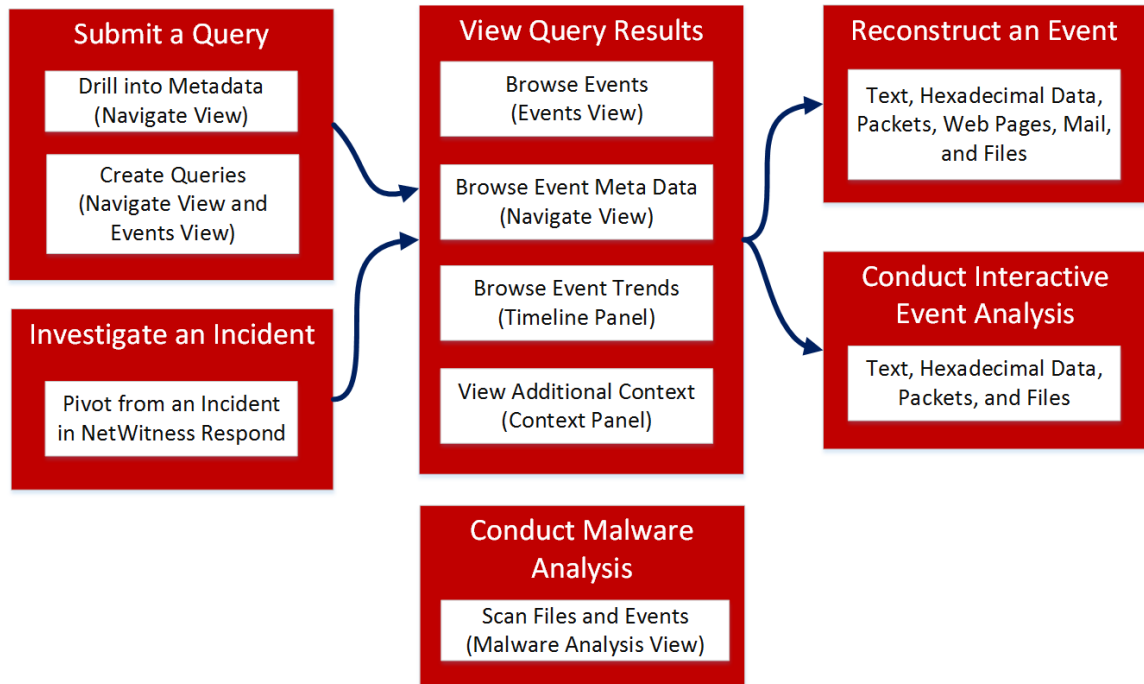 Submit a Query
Drill into Metadata
(Navigate View)
Create Queries
(Navigate View and
Events View)
Investigate an Incident
Pivot from an Incident
in NetWitness Respond
View Query Results
Browse Events
(Events View)
Browse Event Meta Data
(Navigate View)
Browse Event Trends
(Timeline Panel)
View Additional Context
(Context Panel)
Conduct Malware
Analysis
Scan Files and Events
(Malware Analysis View)
Reconstruct an Event
Text, Hexadecimal Data,
Packets, Web Pages, Mail,
and Files
Conduct Interactive
Event Analysis
Text, Hexadecimal Data,
Packets, and Files